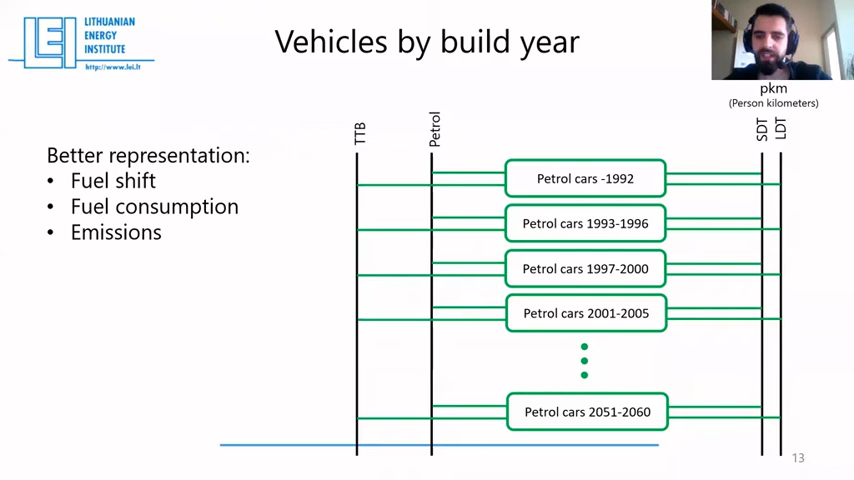 LITHUANIAN
ENERGY
INSTITUTE
http://www.lei.lt
LEI
Vehicles by build year
pkm
(Person kilometers)
TTB
Petrol
SDT
LDT
Better representation:
• Fuel shift
• Fuel consumption
• Emissions
Petrol cars -1992
Petrol cars 1993-1996
Petrol cars 1997-2000
Petrol cars 2001-2005
Petrol cars 2051-2060
13